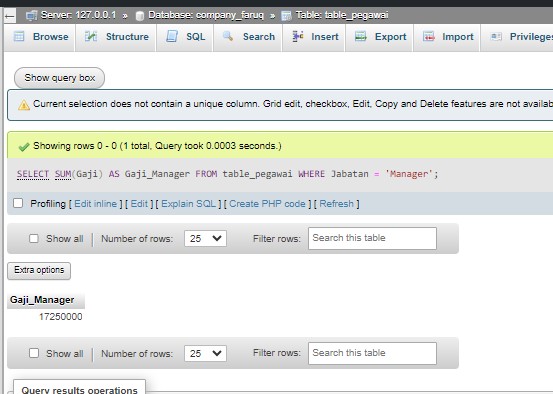 Server: 127.0.0.1 » Database: company_faruq » Table: table_pegawai
Browse Structure SQL Search Insert Export Import Privileges
Show query box
Current selection does not contain a unique column. Grid edit, checkbox, Edit, Copy and Delete features are not availab
Showing rows 0 - 0 (1 total, Query took 0.0003 seconds.)
SELECT SUM(Gaji) AS Gaji_Manager FROM table_pegawai WHERE Jabatan = 'Manager';
Profiling [ Edit inline ] [ Edit ] [ Explain SQL ] [ Create PHP code ] [ Refresh ]
Show all | Number of rows: 25 Filter rows: Search this table
Extra options
Gaji_Manager
17250000
Show all | Number of rows: 25 Filter rows: Search this table
Query results operations